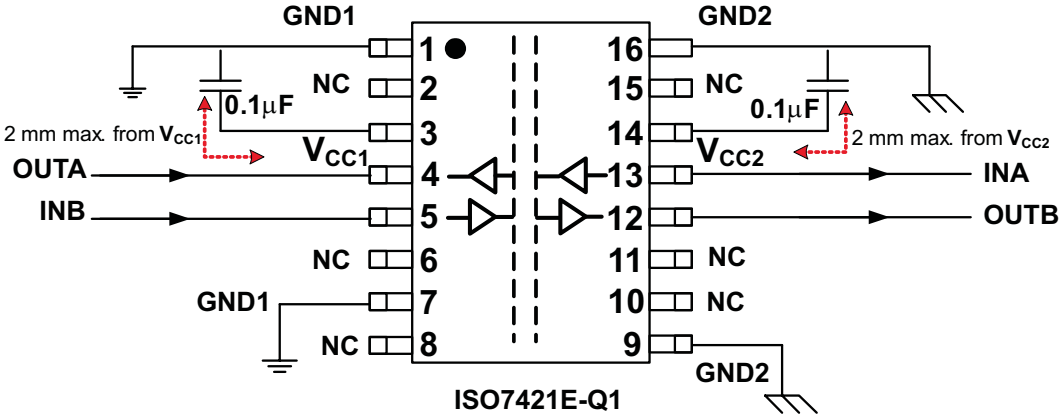 GND1
GND2
1
16
NC
2
15
NC
0.1µF
0.1µF
3
14
2 mm max. from VCC1
VCC1
VCC2
2 mm max. from VCC2
OUTA
4
13
INA
INB
5
12
OUTB
NC
6
11
NC
GND1
7
10
NC
NC
8
9
GND2
ISO7421E-Q1